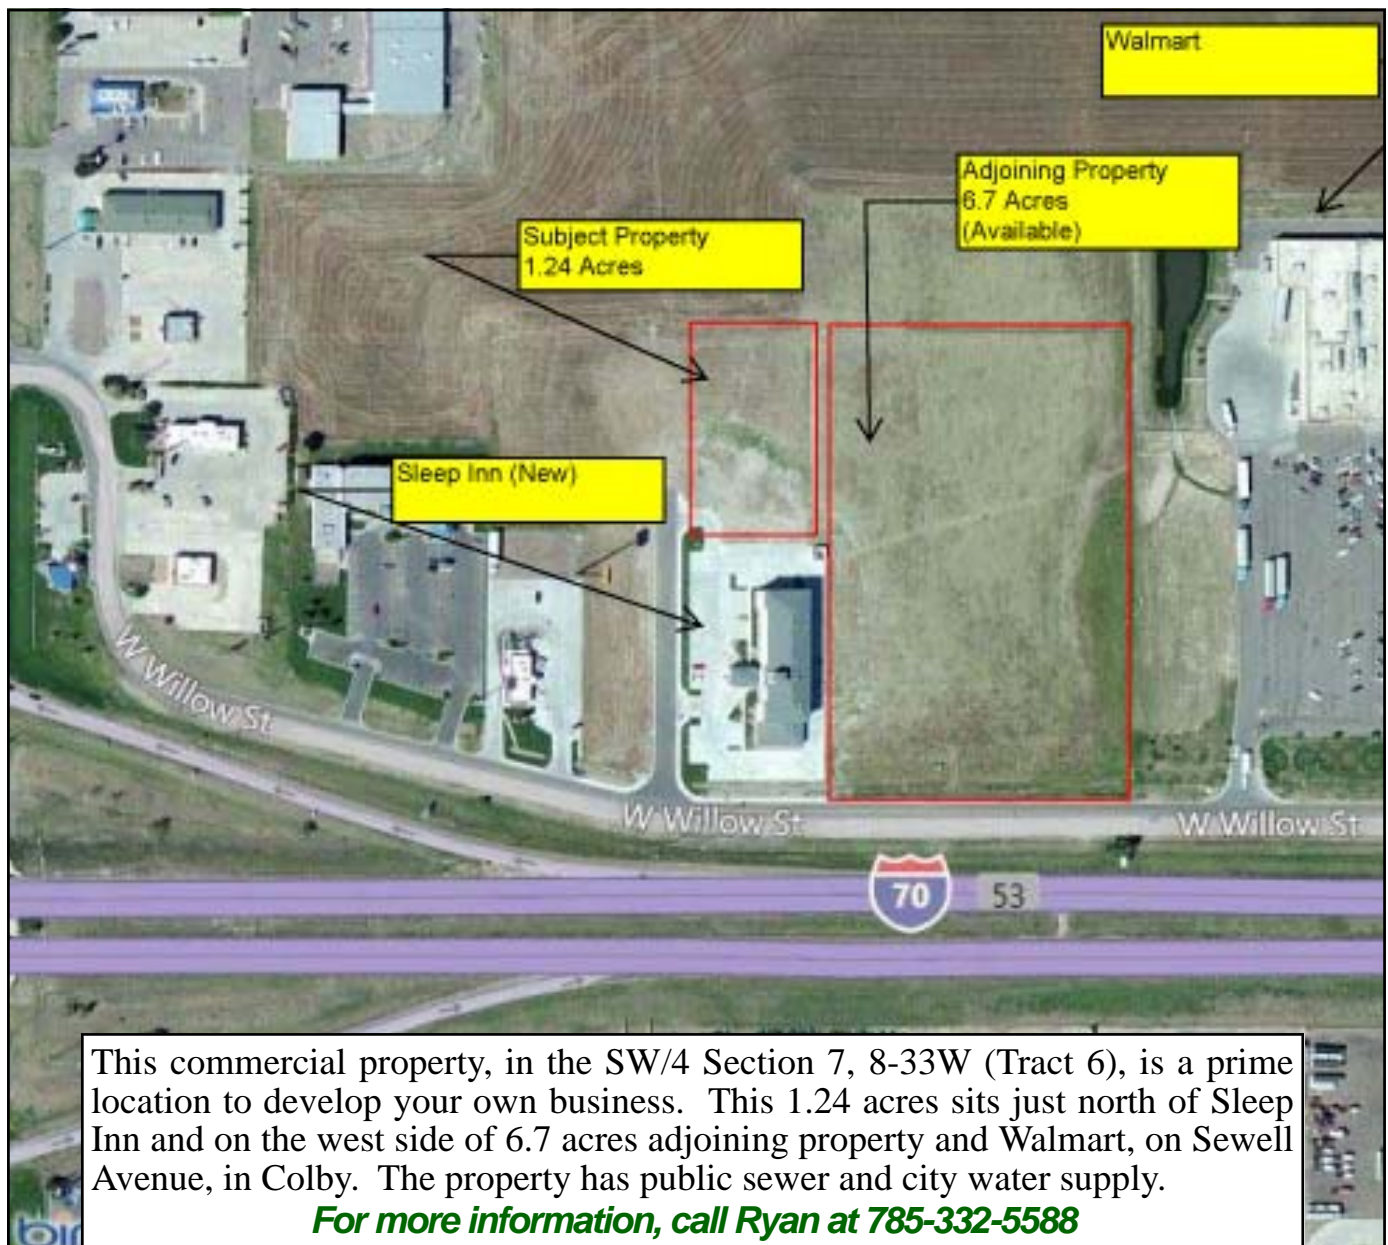 Walmart
Adjoining Property
6.7 Acres
(Available)
Subject Property
1.24 Acres
Sleep Inn (New)
W Willow St
W Willow St
W Willow St
70
53
This commercial property, in the SW/4 Section 7, 8-33W (Tract 6), is a prime
location to develop your own business. This 1.24 acres sits just north of Sleep
Inn and on the west side of 6.7 acres adjoining property and Walmart, on Sewell
Avenue, in Colby. The property has public sewer and city water supply.
For more information, call Ryan at 785-332-5588